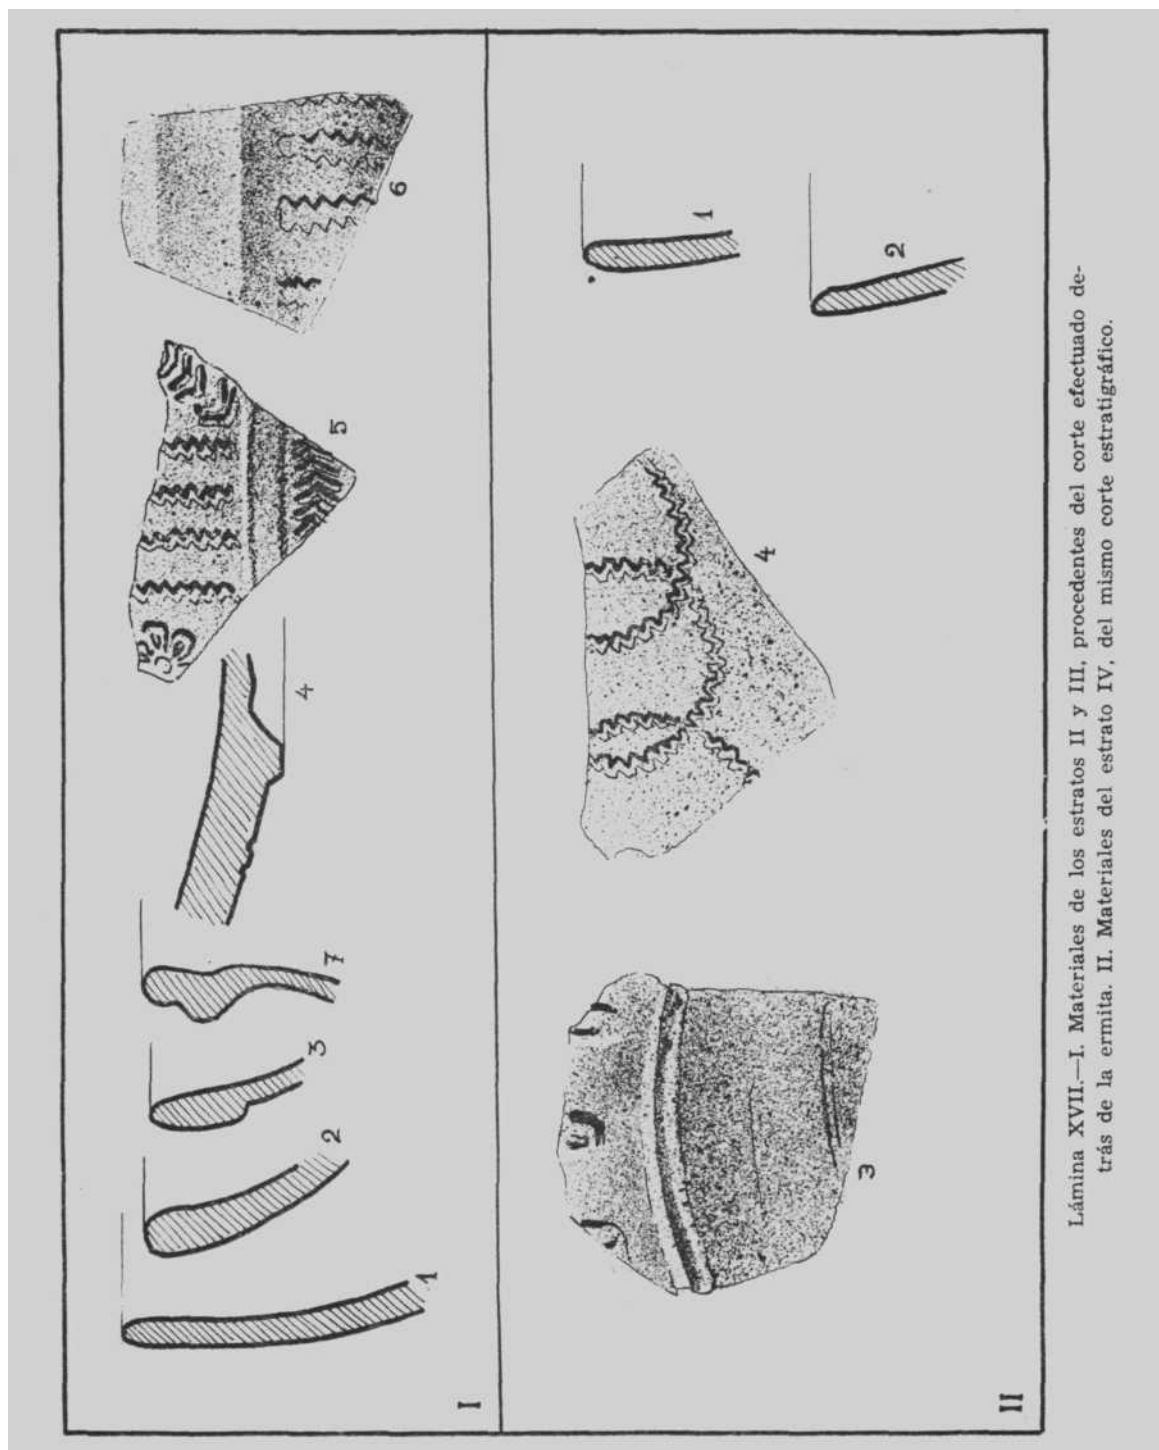 I
1
2
3
7
4
5
6
II
3
4
1
2
Lámina XVII.—I. Materiales de los estratos II y III, procedentes del corte efectuado de-
trás de la ermita. II. Materiales del estrato IV, del mismo corte estratigráfico.